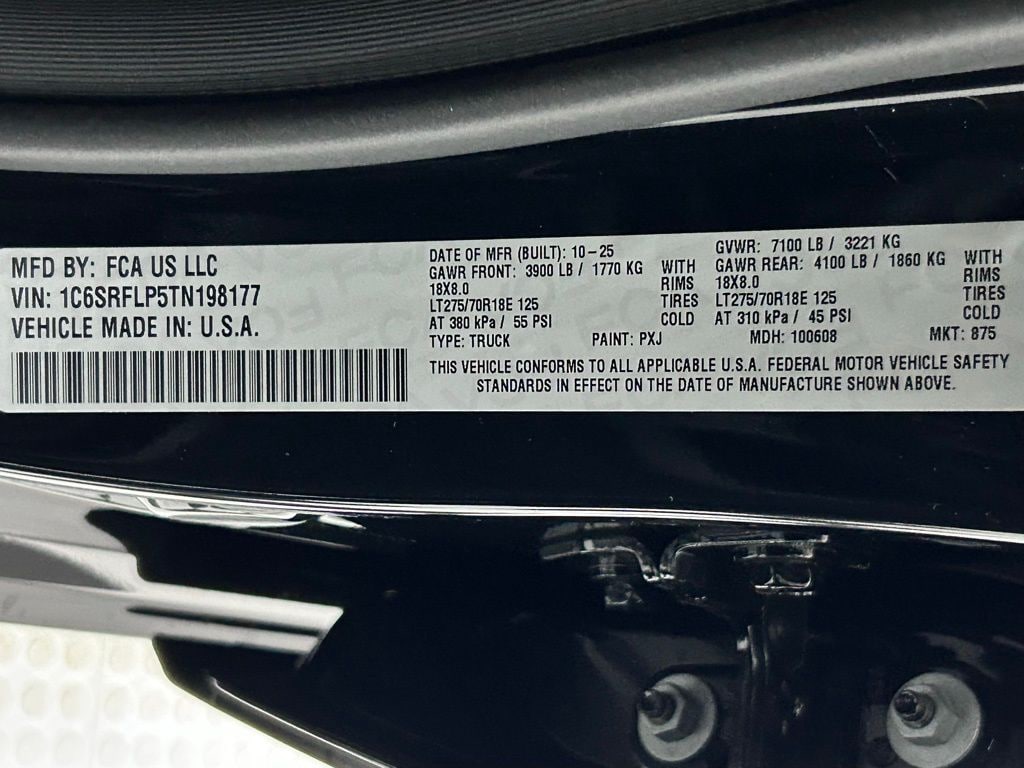 MFD BY: FCA US LLC
VIN: 1C6SRFLP5TN198177
VEHICLE MADE IN: U.S.A.
DATE OF MFR (BUILT): 10-25
GAWR FRONT: 3900 LB / 1770 KG WITH
18X8.0 RIMS
LT275/70R18E 125 TIRES
AT 380 kPa / 55 PSI COLD
GVWR: 7100 LB / 3221 KG
GAWR REAR: 4100 LB / 1860 KG WITH
18X8.0 RIMS
LT275/70R18E 125 TIRES
AT 310 kPa / 45 PSI COLD
TYPE: TRUCK PAINT: PXJ MDH: 100608 MKT: 875
THIS VEHICLE CONFORMS TO ALL APPLICABLE U.S.A. FEDERAL MOTOR VEHICLE SAFETY
STANDARDS IN EFFECT ON THE DATE OF MANUFACTURE SHOWN ABOVE.